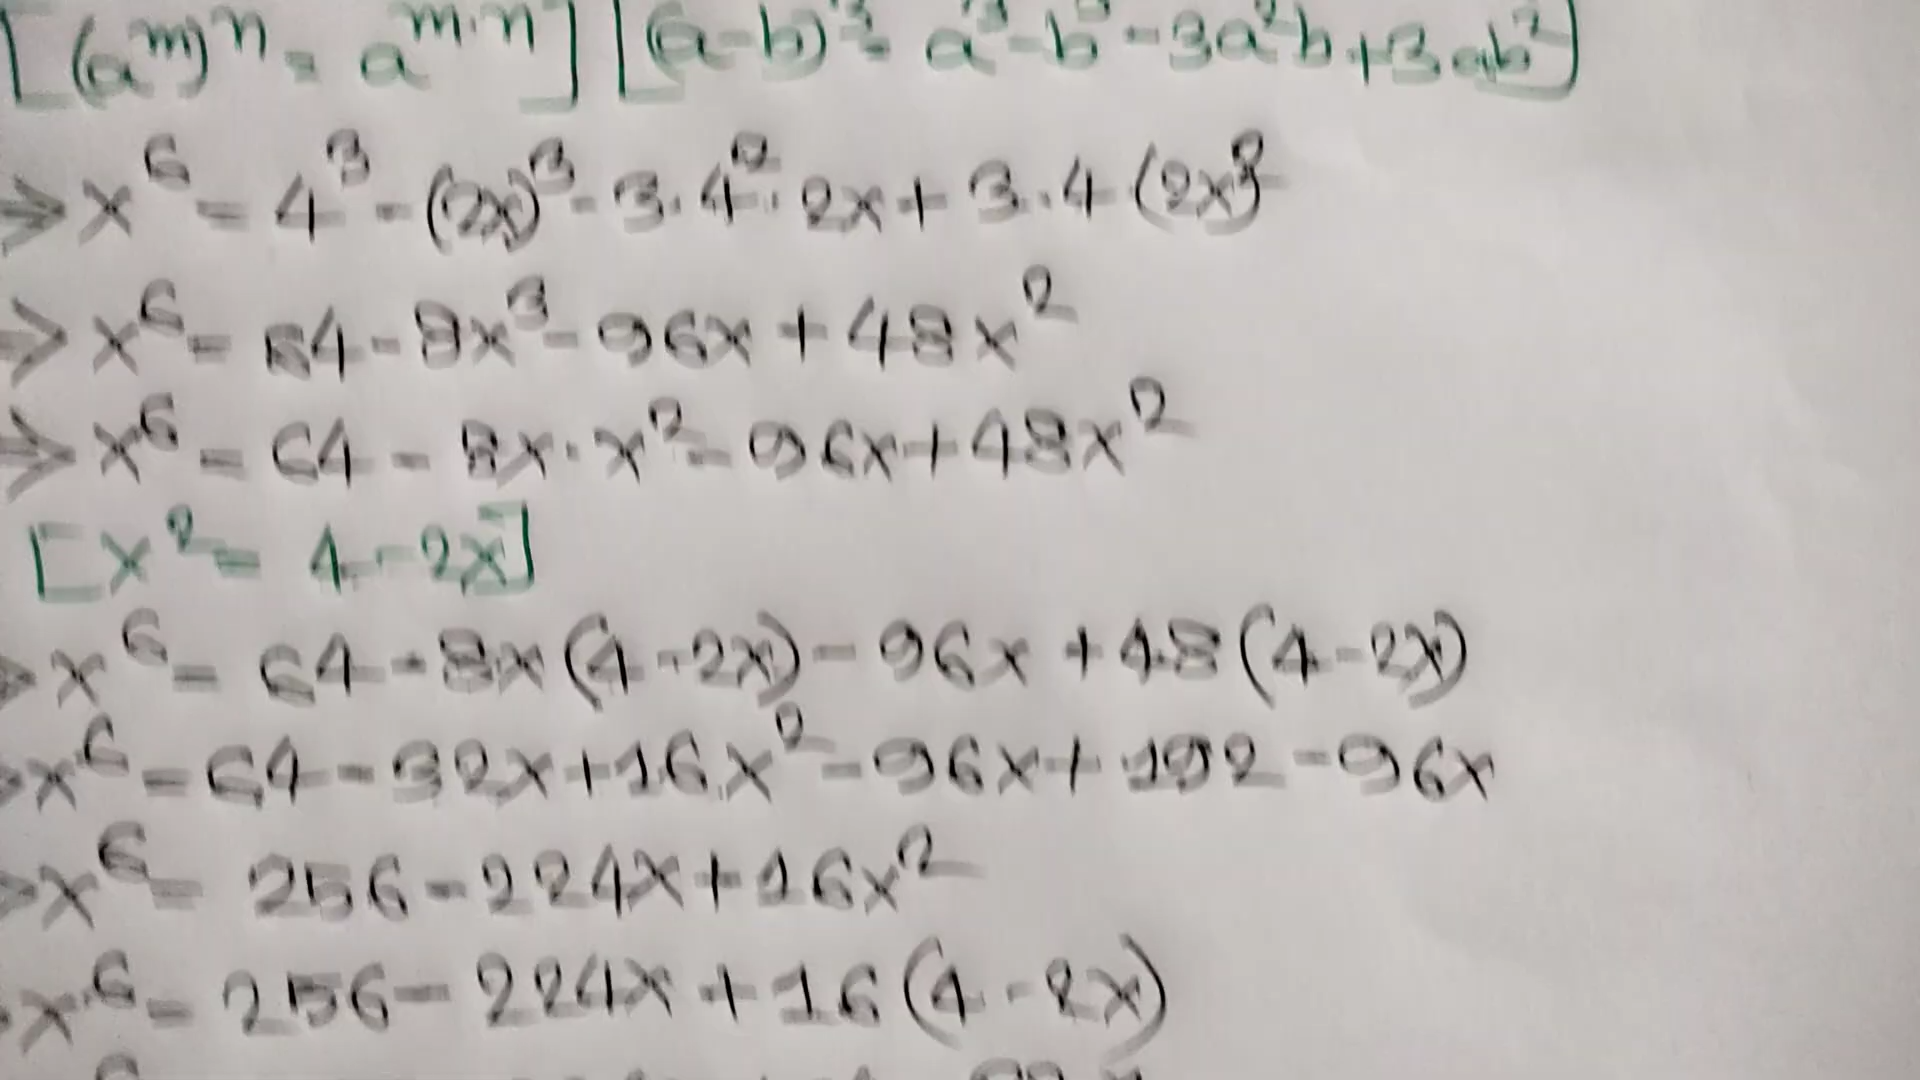 [(a^m)^n = a^{m·n}] [(a-b)^3 = a^3-b^3-3a^2b+3ab^2]
⇒ x^6 = 4^3 - (2x)^3 - 3·4^2·2x + 3·4(2x)^2
⇒ x^6 = 64 - 8x^3 - 96x + 48x^2
⇒ x^6 = 64 - 8x·x^2 - 96x + 48x^2
[x^2 = 4-2x]
⇒ x^6 = 64 - 8x(4-2x) - 96x + 48(4-2x)
⇒ x^6 = 64 - 32x + 16x^2 - 96x + 192 - 96x
⇒ x^6 = 256 - 224x + 16x^2
⇒ x^6 = 256 - 224x + 16(4-2x)